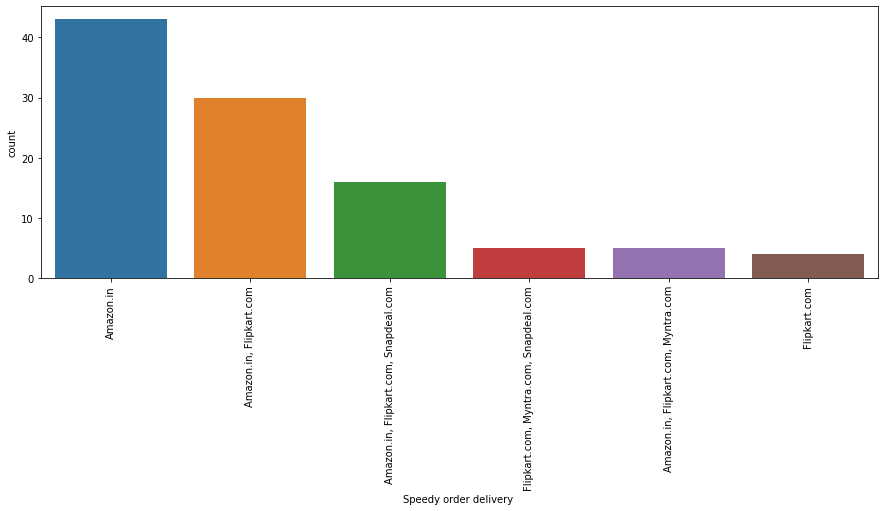 40
30
20
10
0
count
Amazon.in
Amazon.in, Flipkart.com
Amazon.in, Flipkart.com, Snapdeal.com
Flipkart.com, Myntra.com, Snapdeal.com
Amazon.in, Flipkart.com, Myntra.com
Flipkart.com
Speedy order delivery